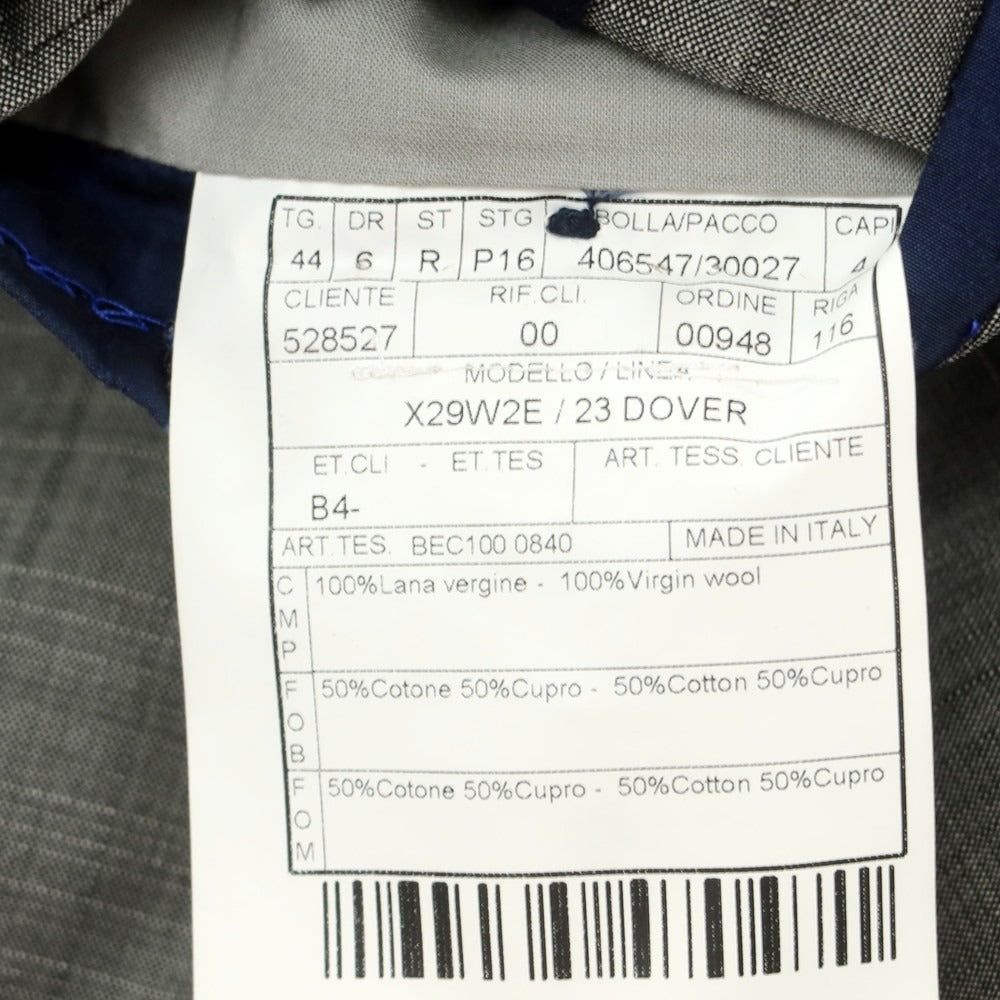 TG. DR ST STG BOLLA/PACCO CAPI
44 6 R P16 406547/30027 4
CLIENTE RIF.CLI. ORDINE RIGA
528527 00 00948 116
MODELLO / LINEA
X29W2E / 23 DOVER
ET.CLI - ET.TES ART. TESS. CLIENTE
B4-
ART.TES. BEC100 0840 MADE IN ITALY
CMP 100%Lana vergine - 100%Virgin wool
FOB 50%Cotone 50%Cupro - 50%Cotton 50%Cupro
FOM 50%Cotone 50%Cupro - 50%Cotton 50%Cupro